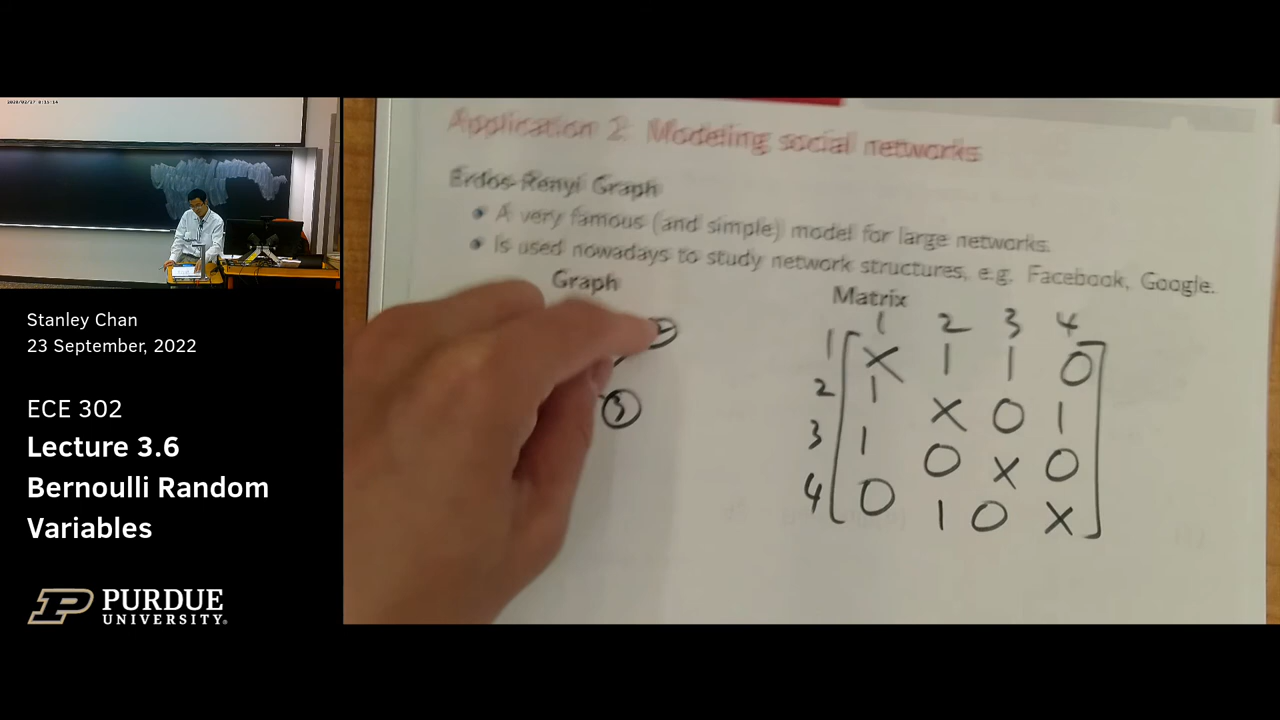 Stanley Chan
23 September, 2022
ECE 302
Lecture 3.6
Bernoulli Random
Variables
PURDUE
UNIVERSITY
Application 2: Modeling social networks
Erdos-Renyi Graph
• A very famous (and simple) model for large networks.
• Is used nowadays to study network structures, e.g. Facebook, Google.
Graph
3
Matrix
1 2 3 4
1 X 1 1 0
2 1 X 0 1
3 1 0 X 0
4 0 1 0 X